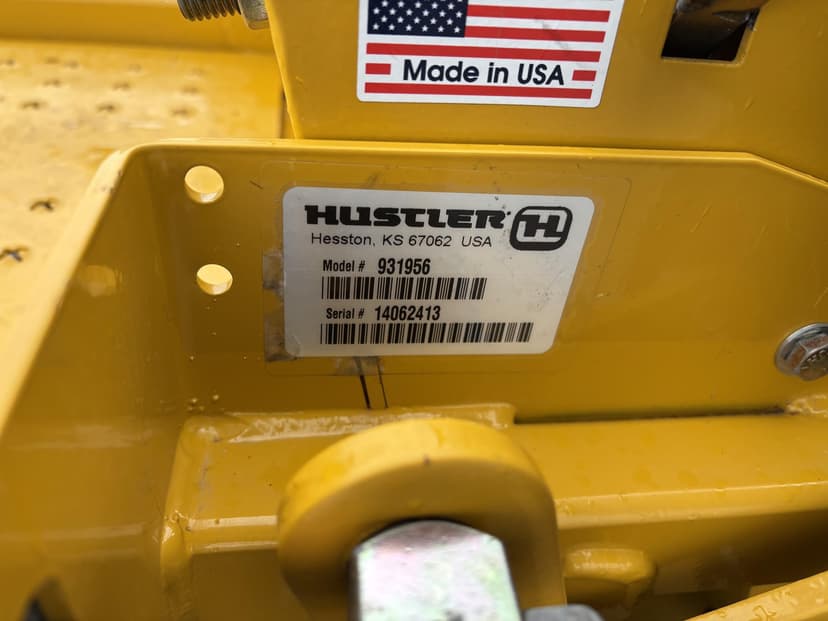 Made in USA
HUSTLER H
Hesston, KS 67062 USA
Model # 931956
Serial # 14062413